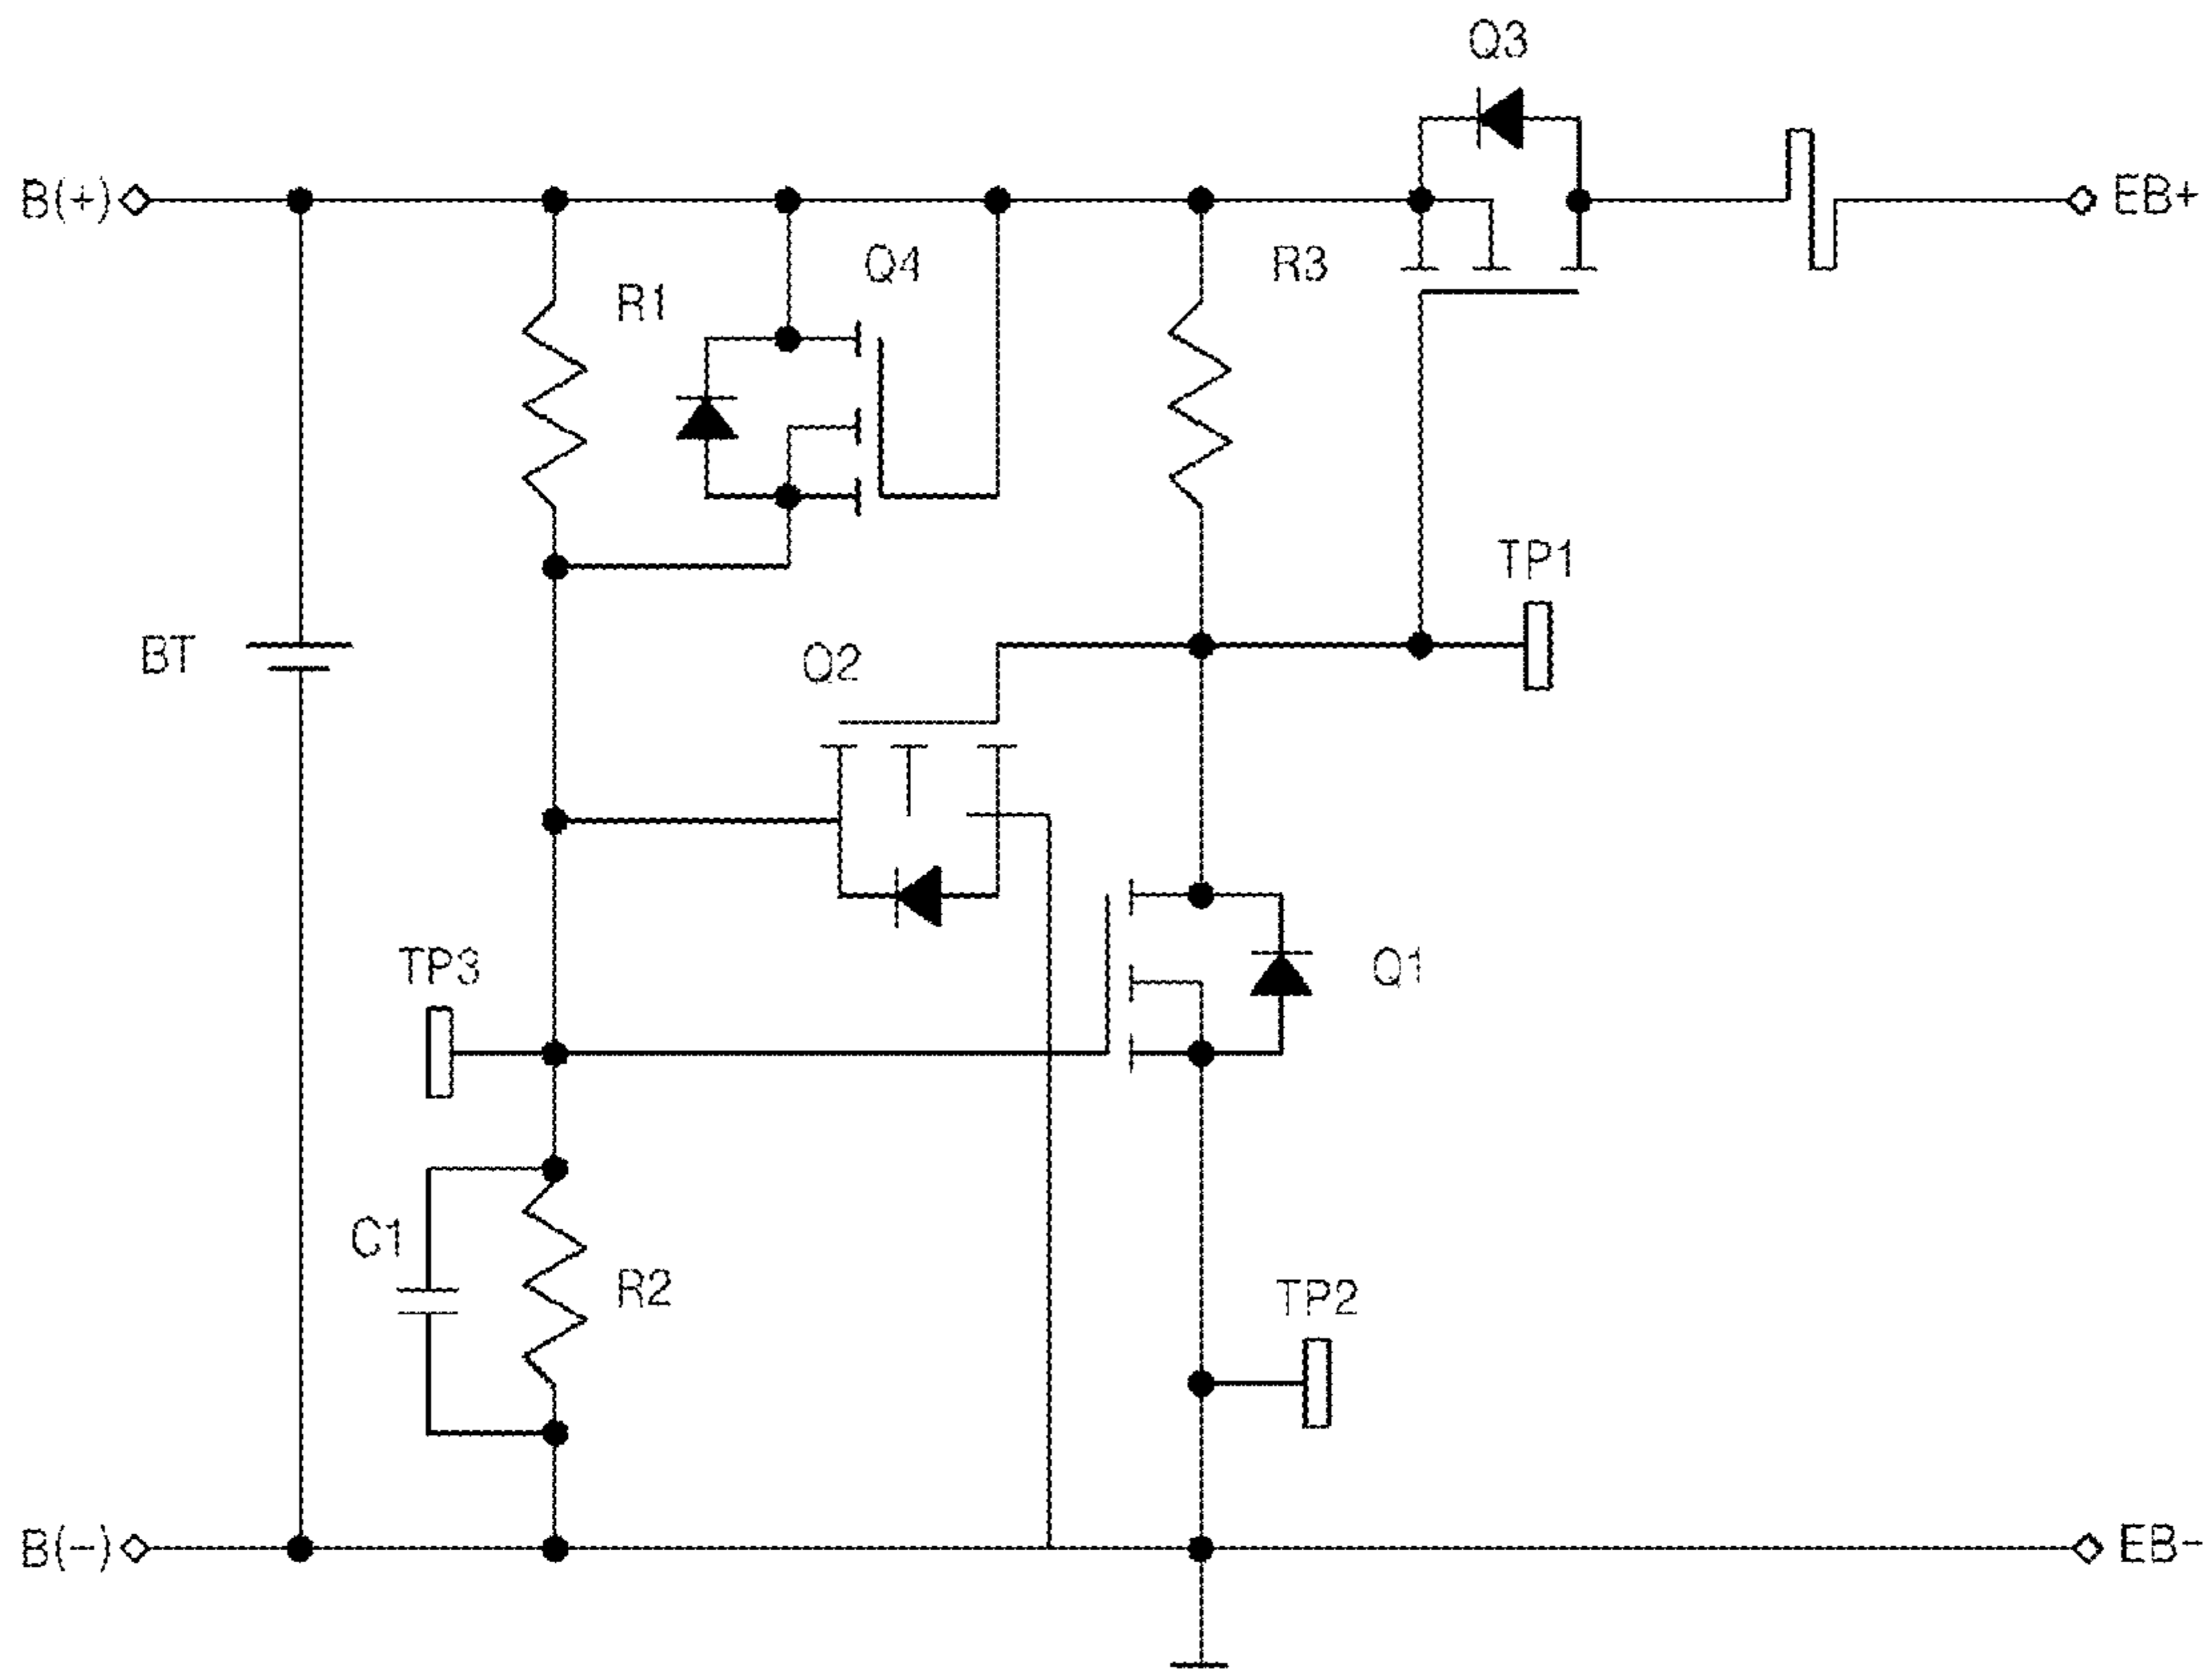 Q3
B(+)
EB+
Q4
R3
R1
TP1
BT
Q2
TP3
Q1
C1
R2
TP2
B(-)
EB-